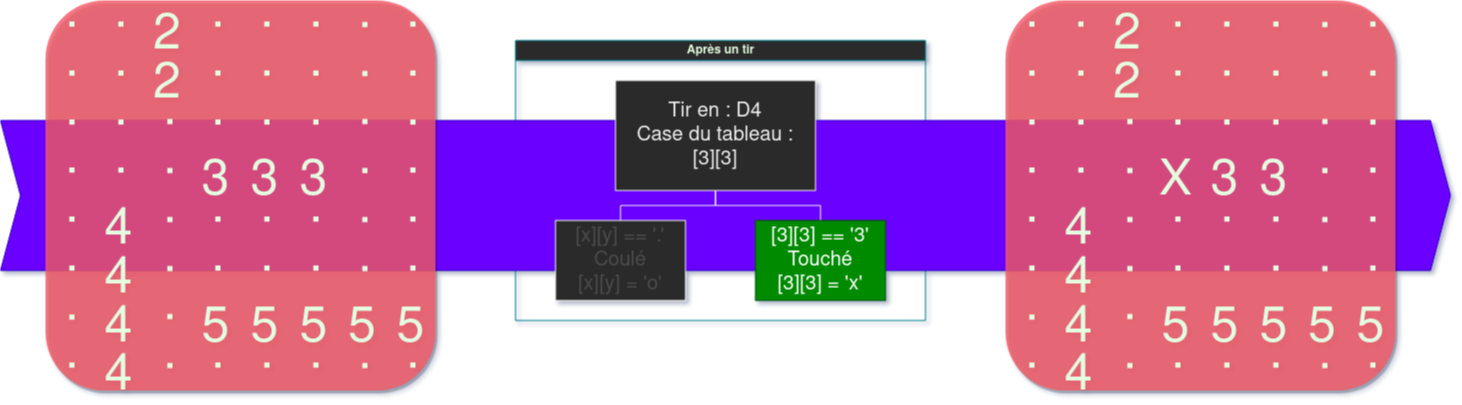 . . 2 . . . . .
. . 2 . . . . .
. . . . . . . .
. . . 3 3 3 . .
. 4 . . . . . .
. 4 . . . . . .
. 4 . 5 5 5 5 5
. 4 . . . . . .
Après un tir
Tir en : D4
Case du tableau :
[3][3]
[x][y] == '.'
Coulé
[x][y] = 'o'
[3][3] == '3'
Touché
[3][3] = 'x'
. . 2 . . . . .
. . 2 . . . . .
. . . . . . . .
. . . X 3 3 . .
. 4 . . . . . .
. 4 . . . . . .
. 4 . 5 5 5 5 5
. 4 . . . . . .